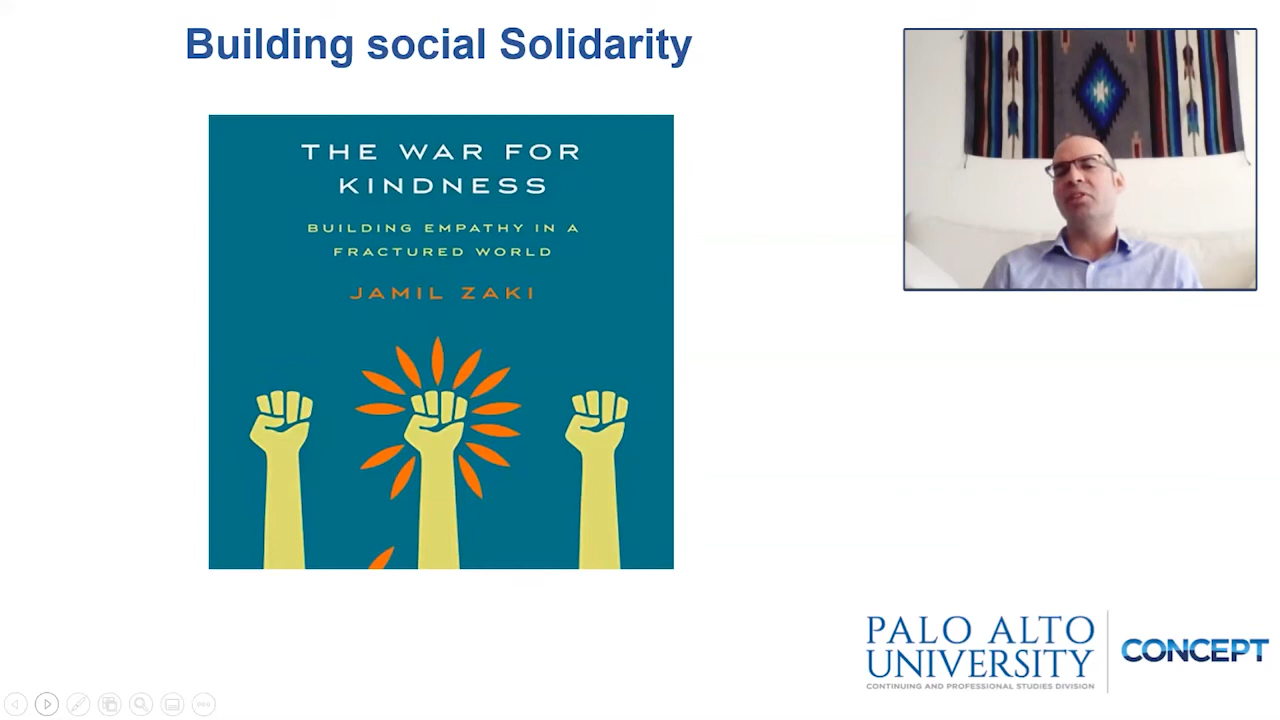 Building social Solidarity
THE WAR FOR
KINDNESS
BUILDING EMPATHY IN A
FRACTURED WORLD
JAMIL ZAKI
PALO ALTO
UNIVERSITY
CONTINUING AND PROFESSIONAL STUDIES DIVISION
CONCEPT